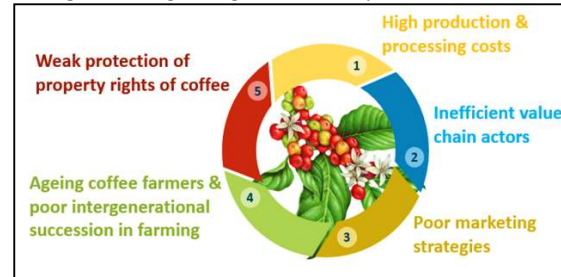 High production &
processing costs
1
Weak protection of
property rights of coffee
5
Inefficient value
chain actors
2
Ageing coffee farmers &
poor intergenerational
succession in farming
4
Poor marketing
strategies
3